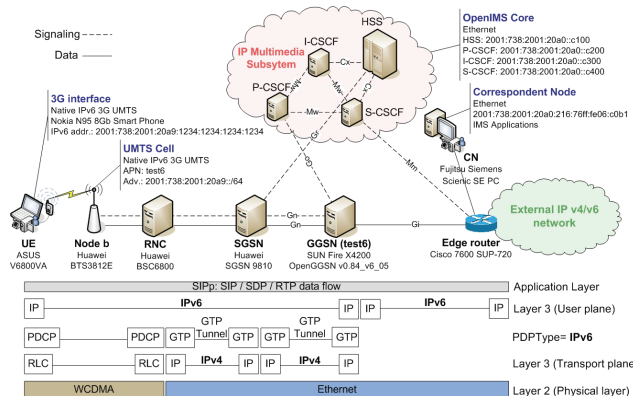 Signaling
Data
HSS
I-CSCF
IP Multimedia
Subsytem
Cx
Cx
P-CSCF
Mw
Mw
Mw
S-CSCF
Gr
Go
Mm
OpenIMS Core
Ethernet
HSS: 2001:738:2001:20a0::c100
P-CSCF: 2001:738:2001:20a0::c200
I-CSCF: 2001:738:2001:20a0::c300
S-CSCF: 2001:738:2001:20a0::c400
Correspondent Node
Ethernet
2001:738:2001:20a0:216:76ff:fe06:c0b1
IMS Applications
CN
Fujitsu Siemens
Scienic SE PC
3G interface
Native IPv6 3G UMTS
Nokia N95 8Gb Smart Phone
IPv6 addr.: 2001:738:2001:20a9:1234:1234:1234:1234
UMTS Cell
Native IPv6 3G UMTS
APN: test6
Adv.: 2001:738:2001:20a9::/64
Gn
Gn
Gi
External IP v4/v6
network
UE
ASUS
V6800VA
Node b
Huawei
BTS3812E
RNC
Huawei
BSC6800
SGSN
Huawei
SGSN 9810
GGSN (test6)
SUN Fire X4200
OpenGGSN v0.84_v6_05
Edge router
Cisco 7600 SUP-720
SIPp: SIP / SDP / RTP data flow
Application Layer
IP
IPv6
IP
IP
IPv6
IP
Layer 3 (User plane)
PDCP
PDCP
GTP
GTP
Tunnel
GTP
GTP
GTP
Tunnel
GTP
PDPType= IPv6
RLC
RLC
IP
IPv4
IP
IP
IPv4
IP
Layer 3 (Transport plane
WCDMA
Ethernet
Layer 2 (Physical layer)